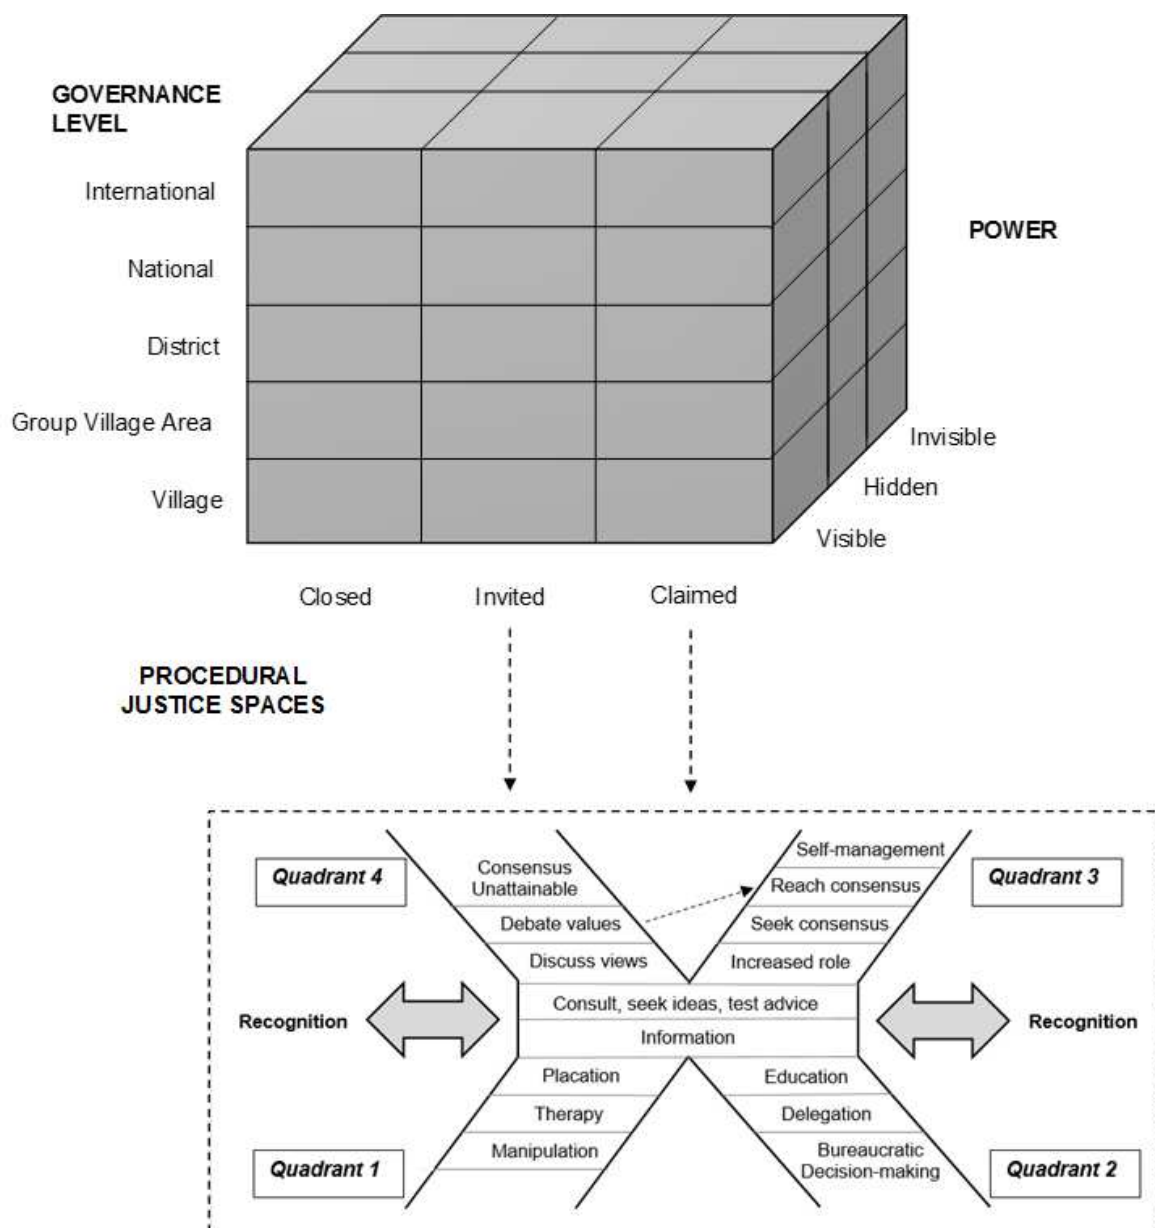 GOVERNANCE
LEVEL
International
National
District
Group Village Area
Village
POWER
Invisible
Hidden
Visible
Closed
Invited
Claimed
PROCEDURAL
JUSTICE SPACES
Quadrant 4
Consensus
Unattainable
Debate values
Discuss views
Self-management
Reach consensus
Seek consensus
Increased role
Quadrant 3
Recognition
Consult, seek ideas, test advice
Information
Recognition
Placation
Therapy
Manipulation
Quadrant 1
Education
Delegation
Bureaucratic
Decision-making
Quadrant 2